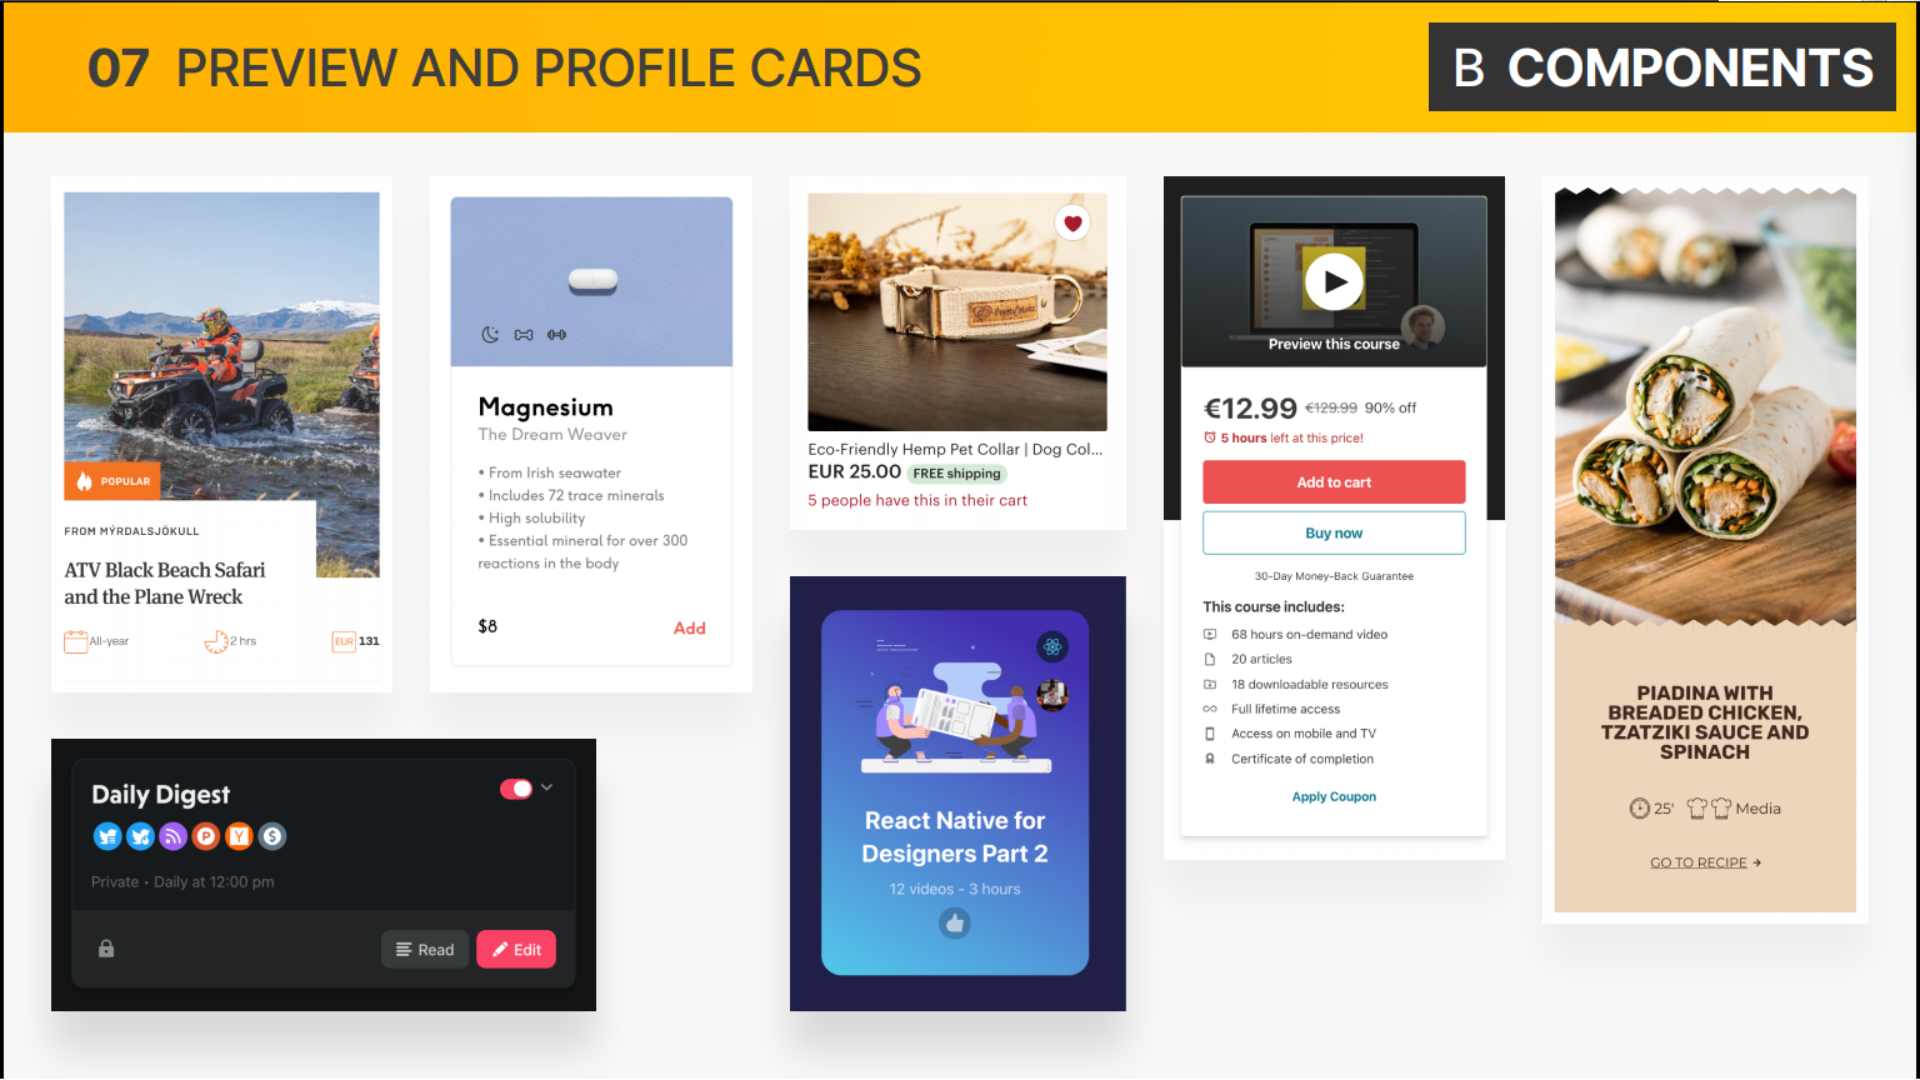 07 PREVIEW AND PROFILE CARDS
B COMPONENTS
POPULAR
FROM MÝRDALSJÖKULL
ATV Black Beach Safari
and the Plane Wreck
All-year
2 hrs
EUR 131
Magnesium
The Dream Weaver
• From Irish seawater
• Includes 72 trace minerals
• High solubility
• Essential mineral for over 300
reactions in the body
$8
Add
Eco-Friendly Hemp Pet Collar | Dog Col...
EUR 25.00 FREE shipping
5 people have this in their cart
Preview this course
€12.99 €129.99 90% off
5 hours left at this price!
Add to cart
Buy now
30-Day Money-Back Guarantee
This course includes:
68 hours on-demand video
20 articles
18 downloadable resources
Full lifetime access
Access on mobile and TV
Certificate of completion
Apply Coupon
PIADINA WITH
BREADED CHICKEN,
TZATZIKI SAUCE AND
SPINACH
25' Media
GO TO RECIPE →
Daily Digest
Private • Daily at 12:00 pm
Read
Edit
React Native for
Designers Part 2
12 videos - 3 hours